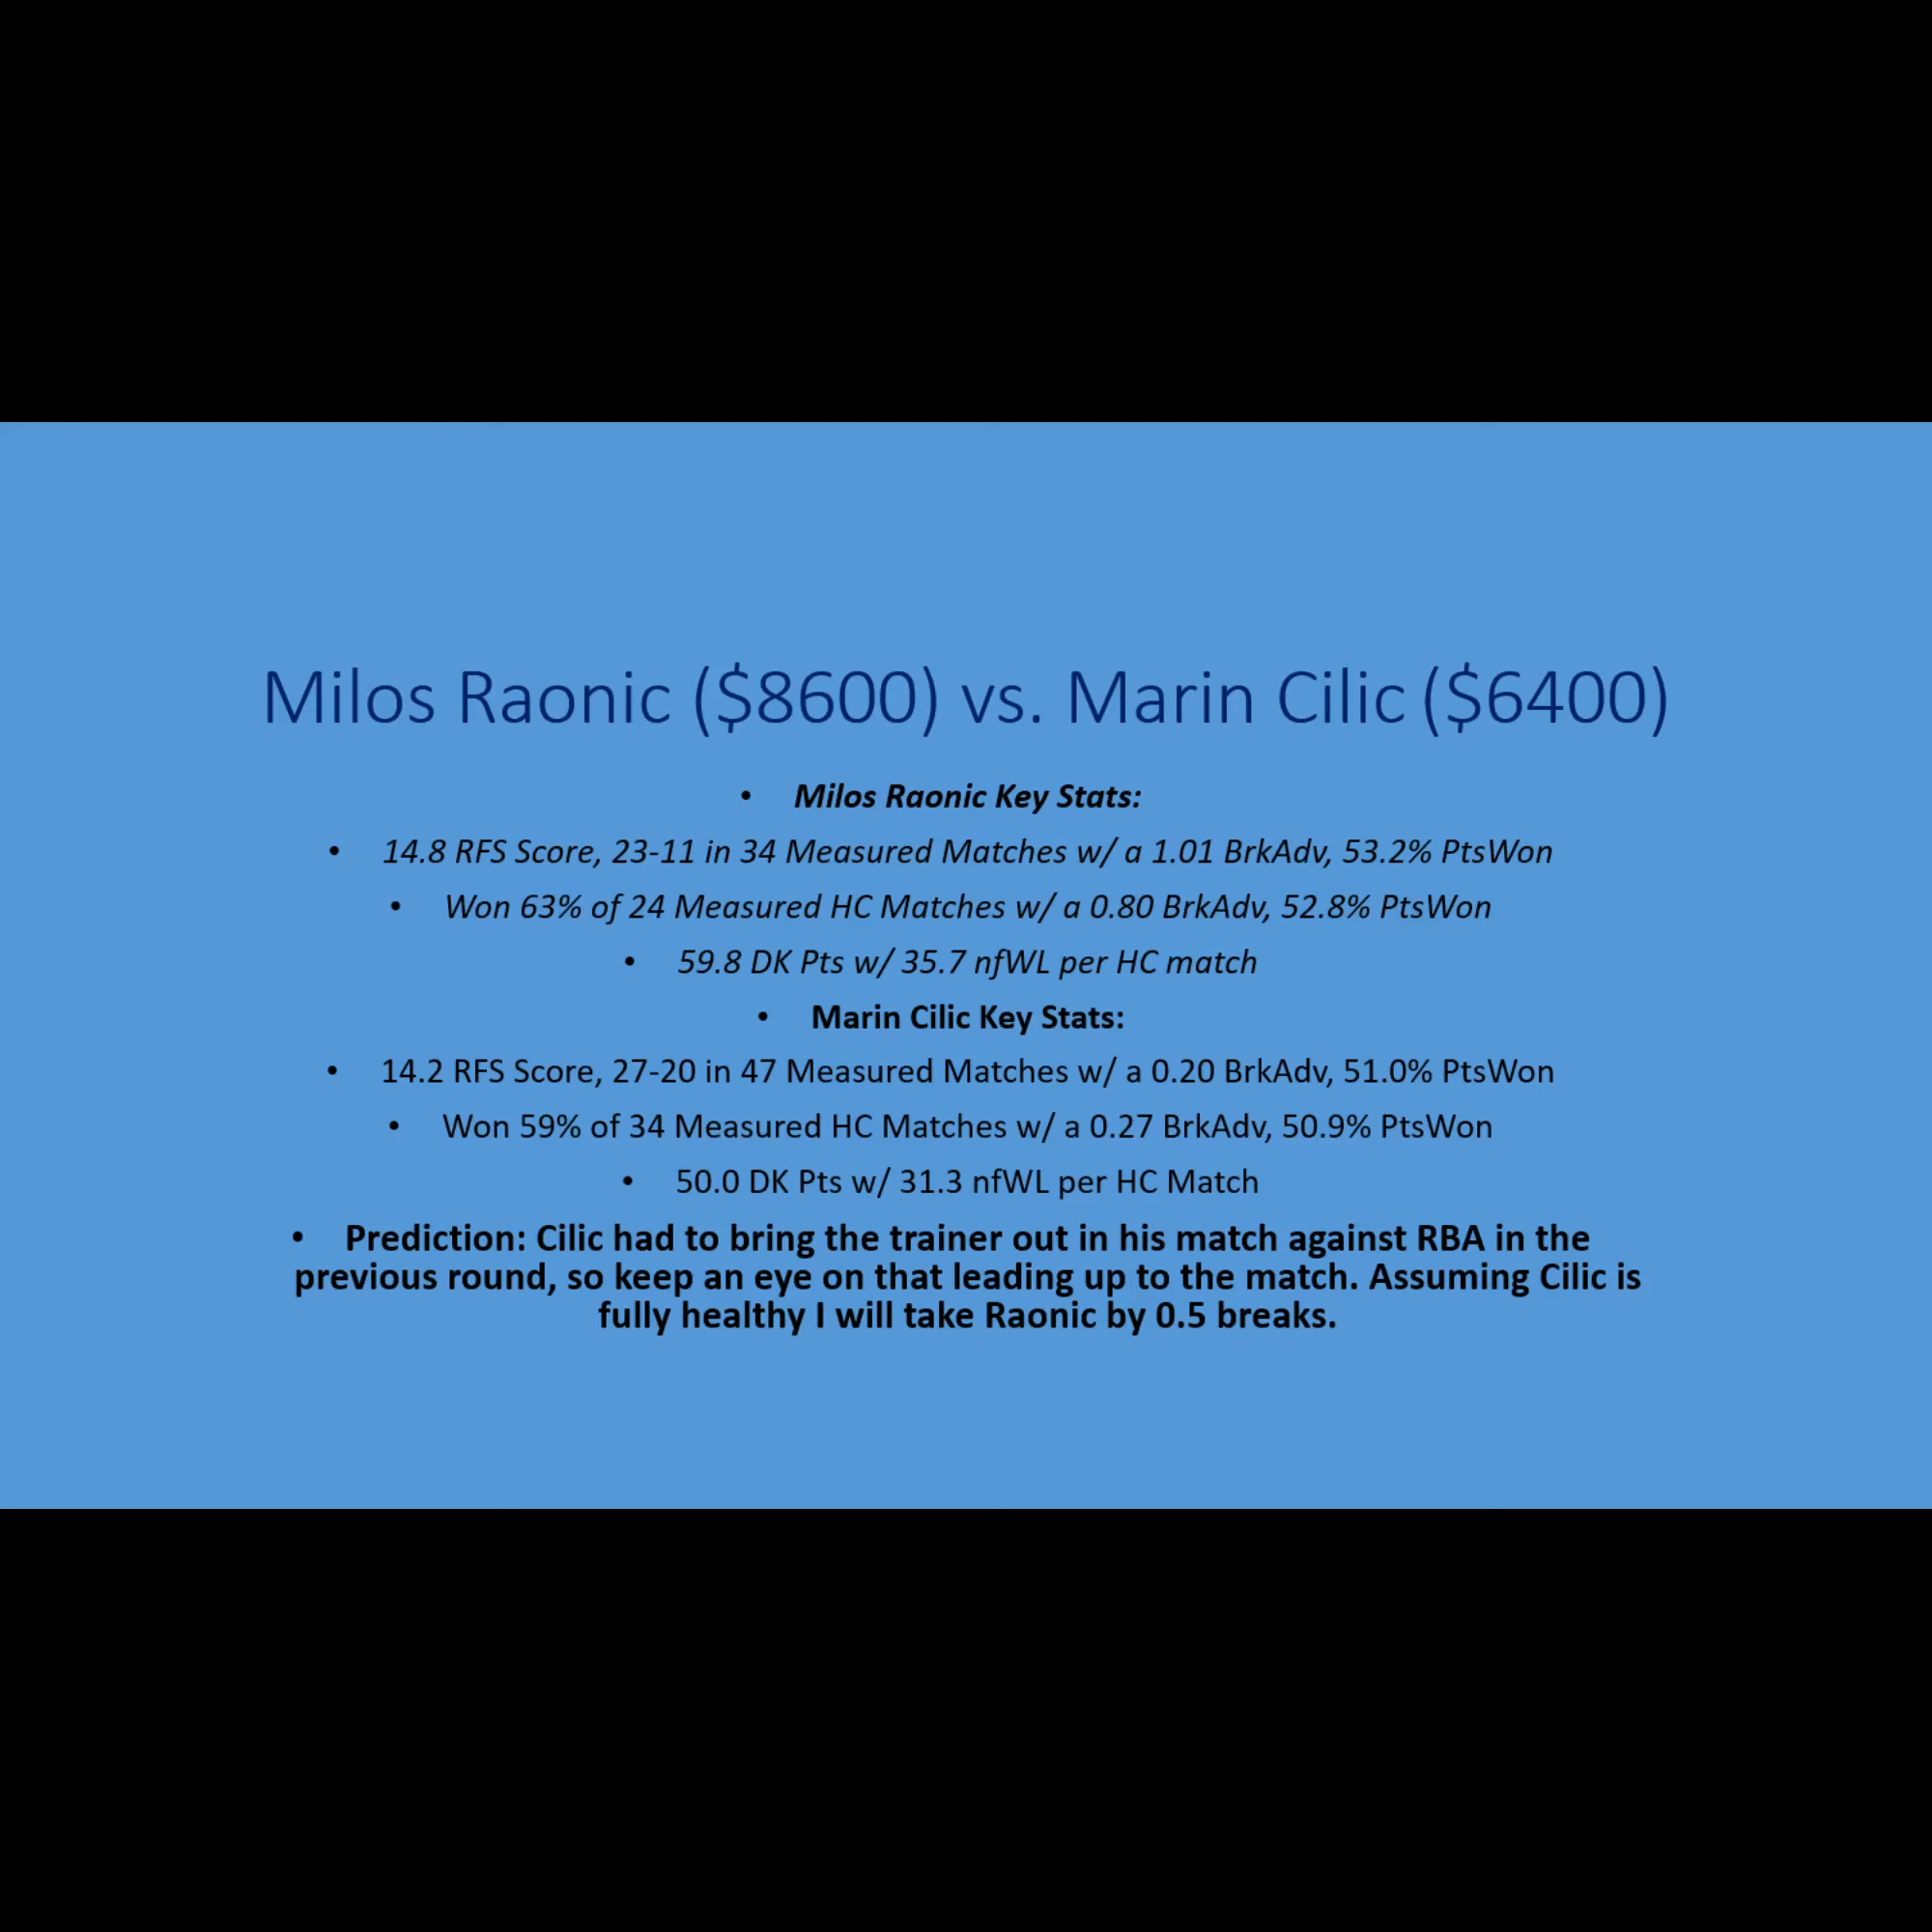 Milos Raonic ($8600) vs. Marin Cilic ($6400)
• Milos Raonic Key Stats:
• 14.8 RFS Score, 23-11 in 34 Measured Matches w/ a 1.01 BrkAdv, 53.2% PtsWon
• Won 63% of 24 Measured HC Matches w/ a 0.80 BrkAdv, 52.8% PtsWon
• 59.8 DK Pts w/ 35.7 nfWL per HC match
• Marin Cilic Key Stats:
• 14.2 RFS Score, 27-20 in 47 Measured Matches w/ a 0.20 BrkAdv, 51.0% PtsWon
• Won 59% of 34 Measured HC Matches w/ a 0.27 BrkAdv, 50.9% PtsWon
• 50.0 DK Pts w/ 31.3 nfWL per HC Match
• Prediction: Cilic had to bring the trainer out in his match against RBA in the
previous round, so keep an eye on that leading up to the match. Assuming Cilic is
fully healthy I will take Raonic by 0.5 breaks.